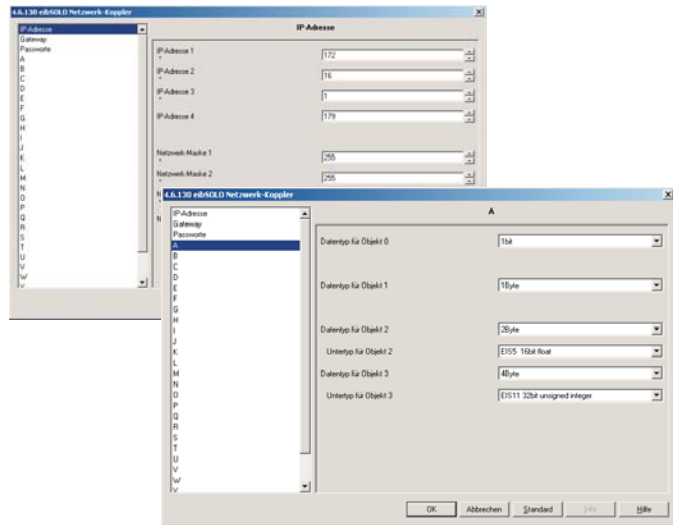 4.6.130 eibSOLO Netzwerk-Koppler
IP-Adresse
Gateway
Passworte
A
B
C
D
E
F
G
H
I
J
K
L
M
N
O
P
Q
R
S
T
U
V
W
IP-Adresse
IP-Adresse 1
172
IP-Adresse 2
16
IP-Adresse 3
1
IP-Adresse 4
179
Netzwerk-Maske 1
255
Netzwerk-Maske 2
255
N
N
4.6.130 eibSOLO Netzwerk-Koppler
IP-Adresse
Gateway
Passworte
A
B
C
D
E
F
G
H
I
J
K
L
M
N
O
P
Q
R
S
T
U
V
W
A
Datentyp für Objekt 0
1bit
Datentyp für Objekt 1
1Byte
Datentyp für Objekt 2
2Byte
Untertyp für Objekt 2
EIS5 16bit float
Datentyp für Objekt 3
4Byte
Untertyp für Objekt 3
EIS11 32bit unsigned integer
OK
Abbrechen
Standard
Info
Hilfe